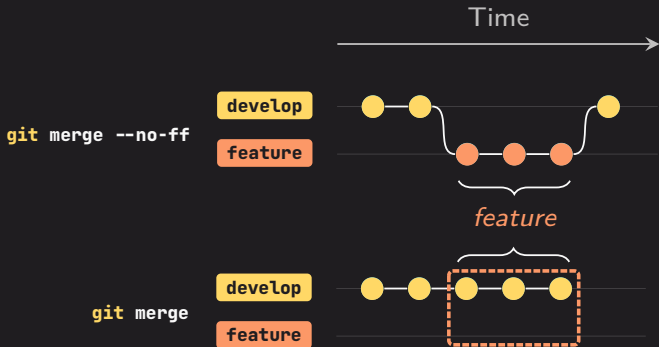 Time
develop
git merge --no-ff
feature
feature
develop
git merge
feature